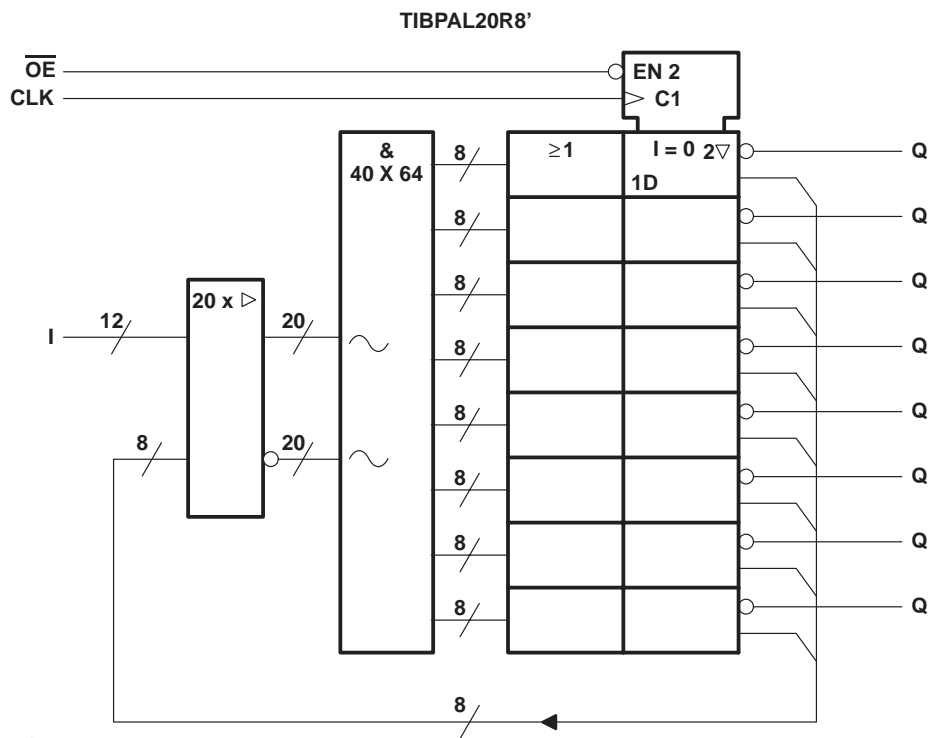 TIBPAL20R8’
O̅E̅
EN 2
CLK
C1
&
40 X 64
8
≥1
I = 0 2▽
1D
Q
8
Q
8
Q
20 x ▷
12
20
I
8
Q
8
Q
8
20
8
Q
8
Q
8
Q
8